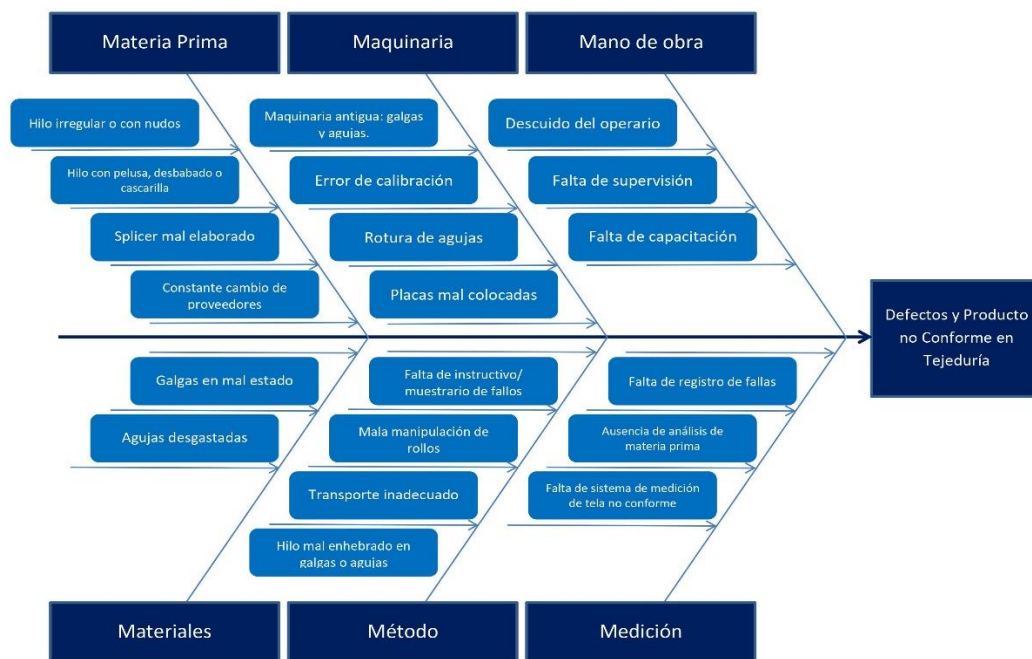 Materia Prima
Maquinaria
Mano de obra
Hilo irregular o con nudos
Hilo con pelusa, desbabado o
cascarilla
Splicer mal elaborado
Constante cambio de
proveedores
Maquinaria antigua: galgas
y agujas.
Error de calibración
Rotura de agujas
Placas mal colocadas
Descuido del operario
Falta de supervisión
Falta de capacitación
Defectos y Producto
no Conforme en
Tejeduría
Galgas en mal estado
Agujas desgastadas
Falta de instructivo/
muestrario de fallos
Mala manipulación de
rollos
Transporte inadecuado
Hilo mal enhebrado en
galgas o agujas
Falta de registro de fallas
Ausencia de análisis de
materia prima
Falta de sistema de medición
de tela no conforme
Materiales
Método
Medición